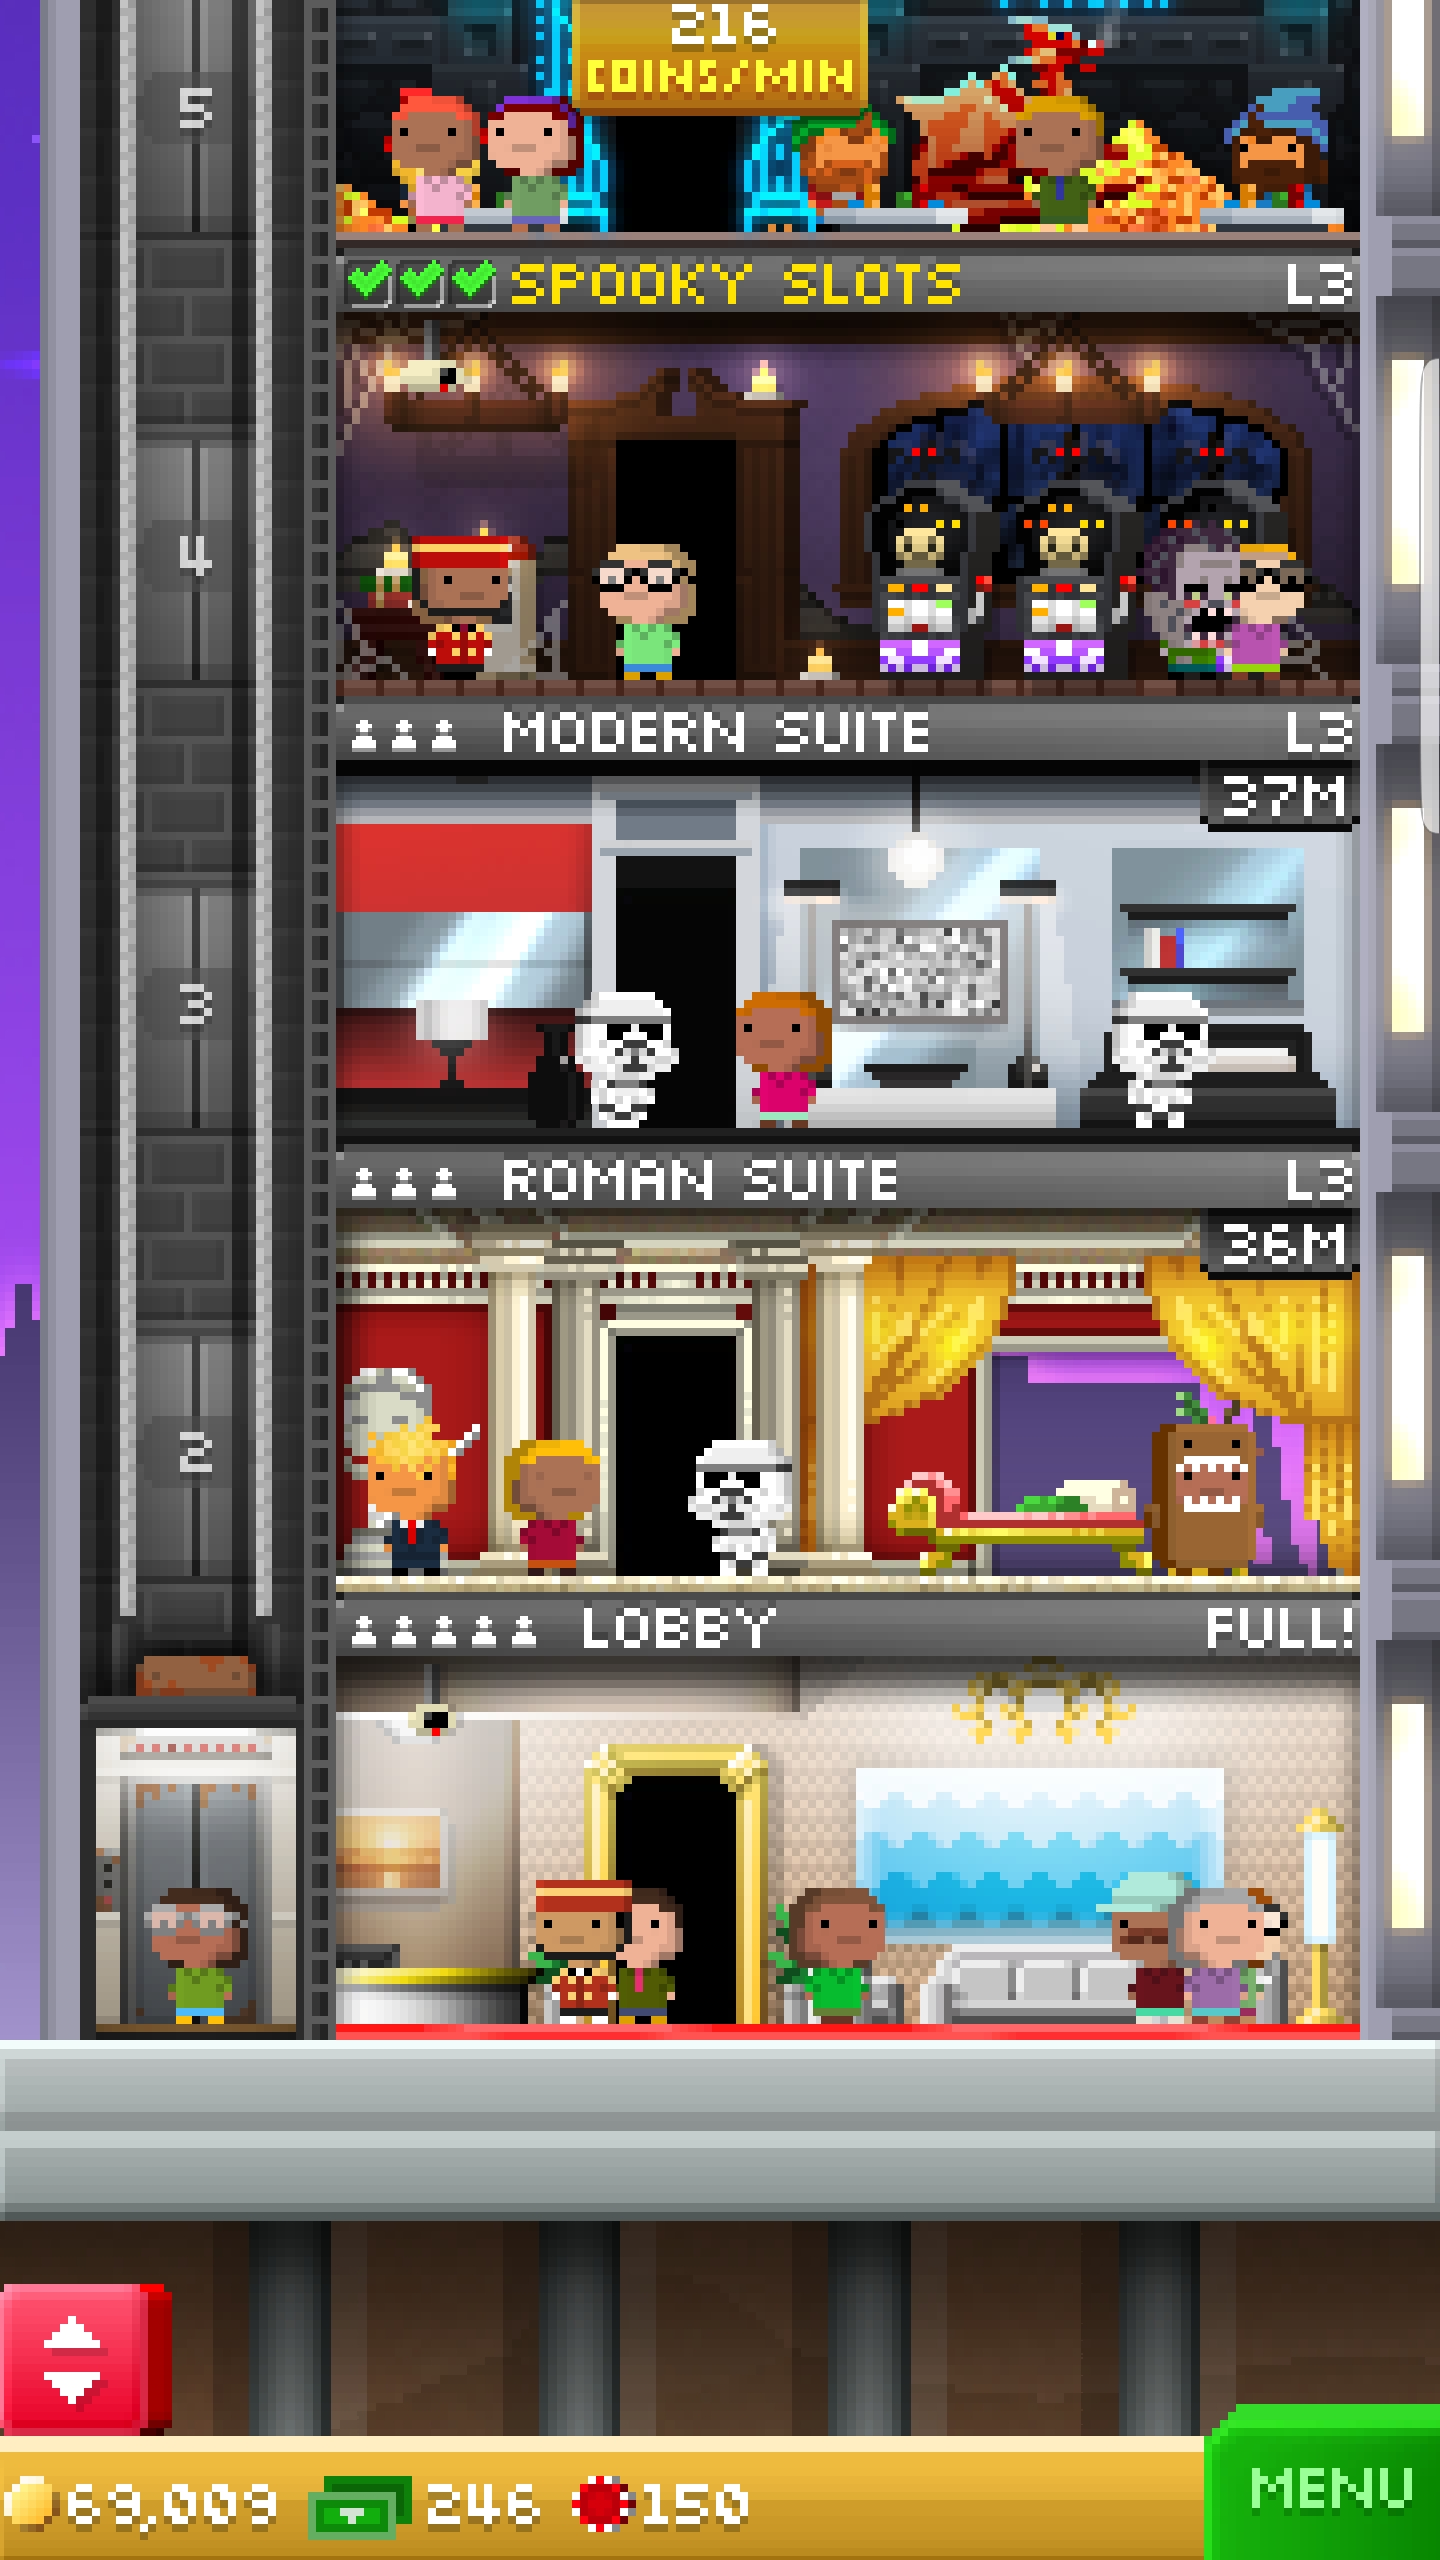 216
COINS/MIN
5
SPOOKY SLOTS L3
4
MODERN SUITE L3
37M
3
ROMAN SUITE L3
36M
2
LOBBY FULL!
69,009 246 150
MENU